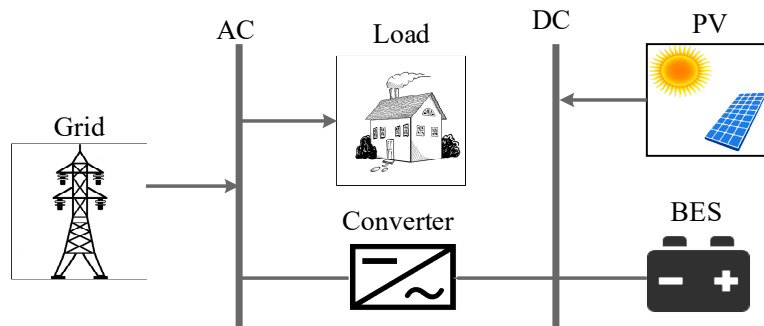 AC
Load
DC
PV
Grid
Converter
BES